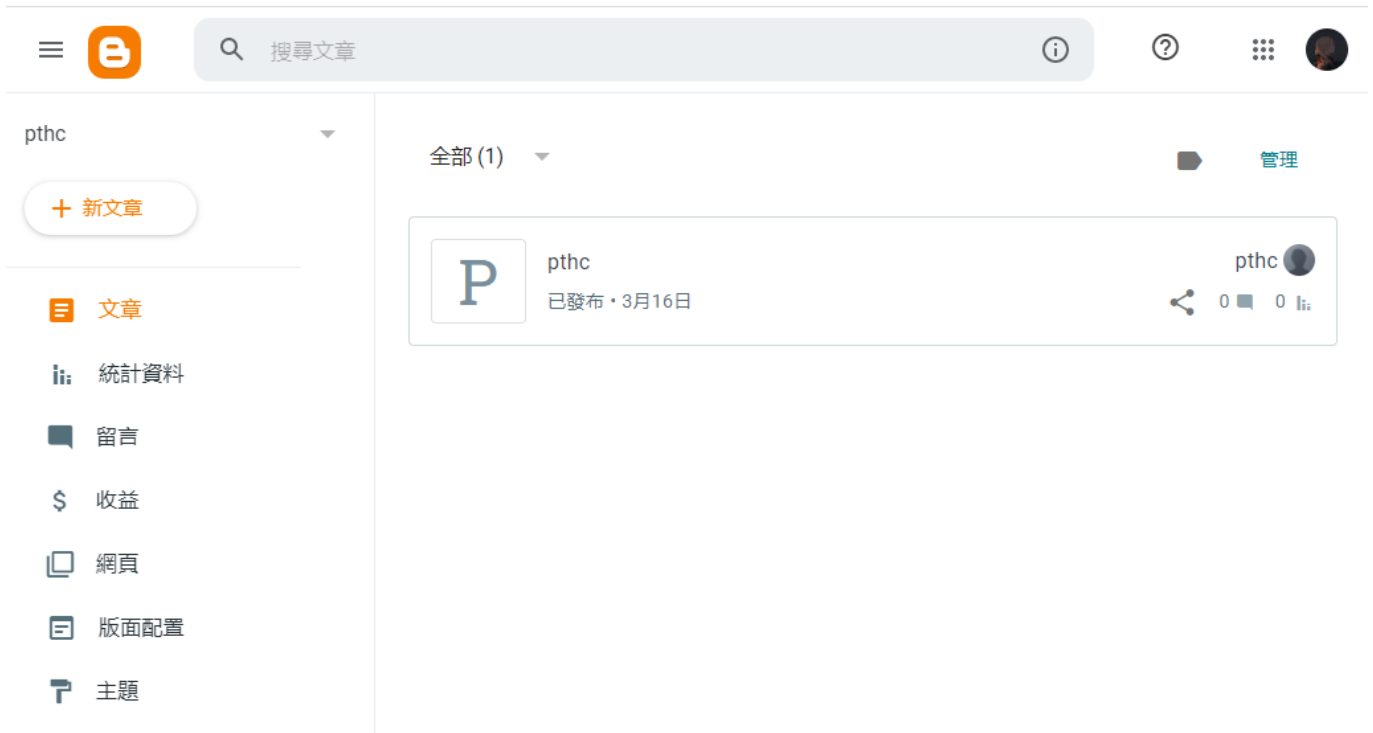 搜尋文章
pthc
全部 (1)
管理
新文章
P
pthc
已發布・3月16日
pthc
0
0
文章
統計資料
留言
收益
網頁
版面配置
主題